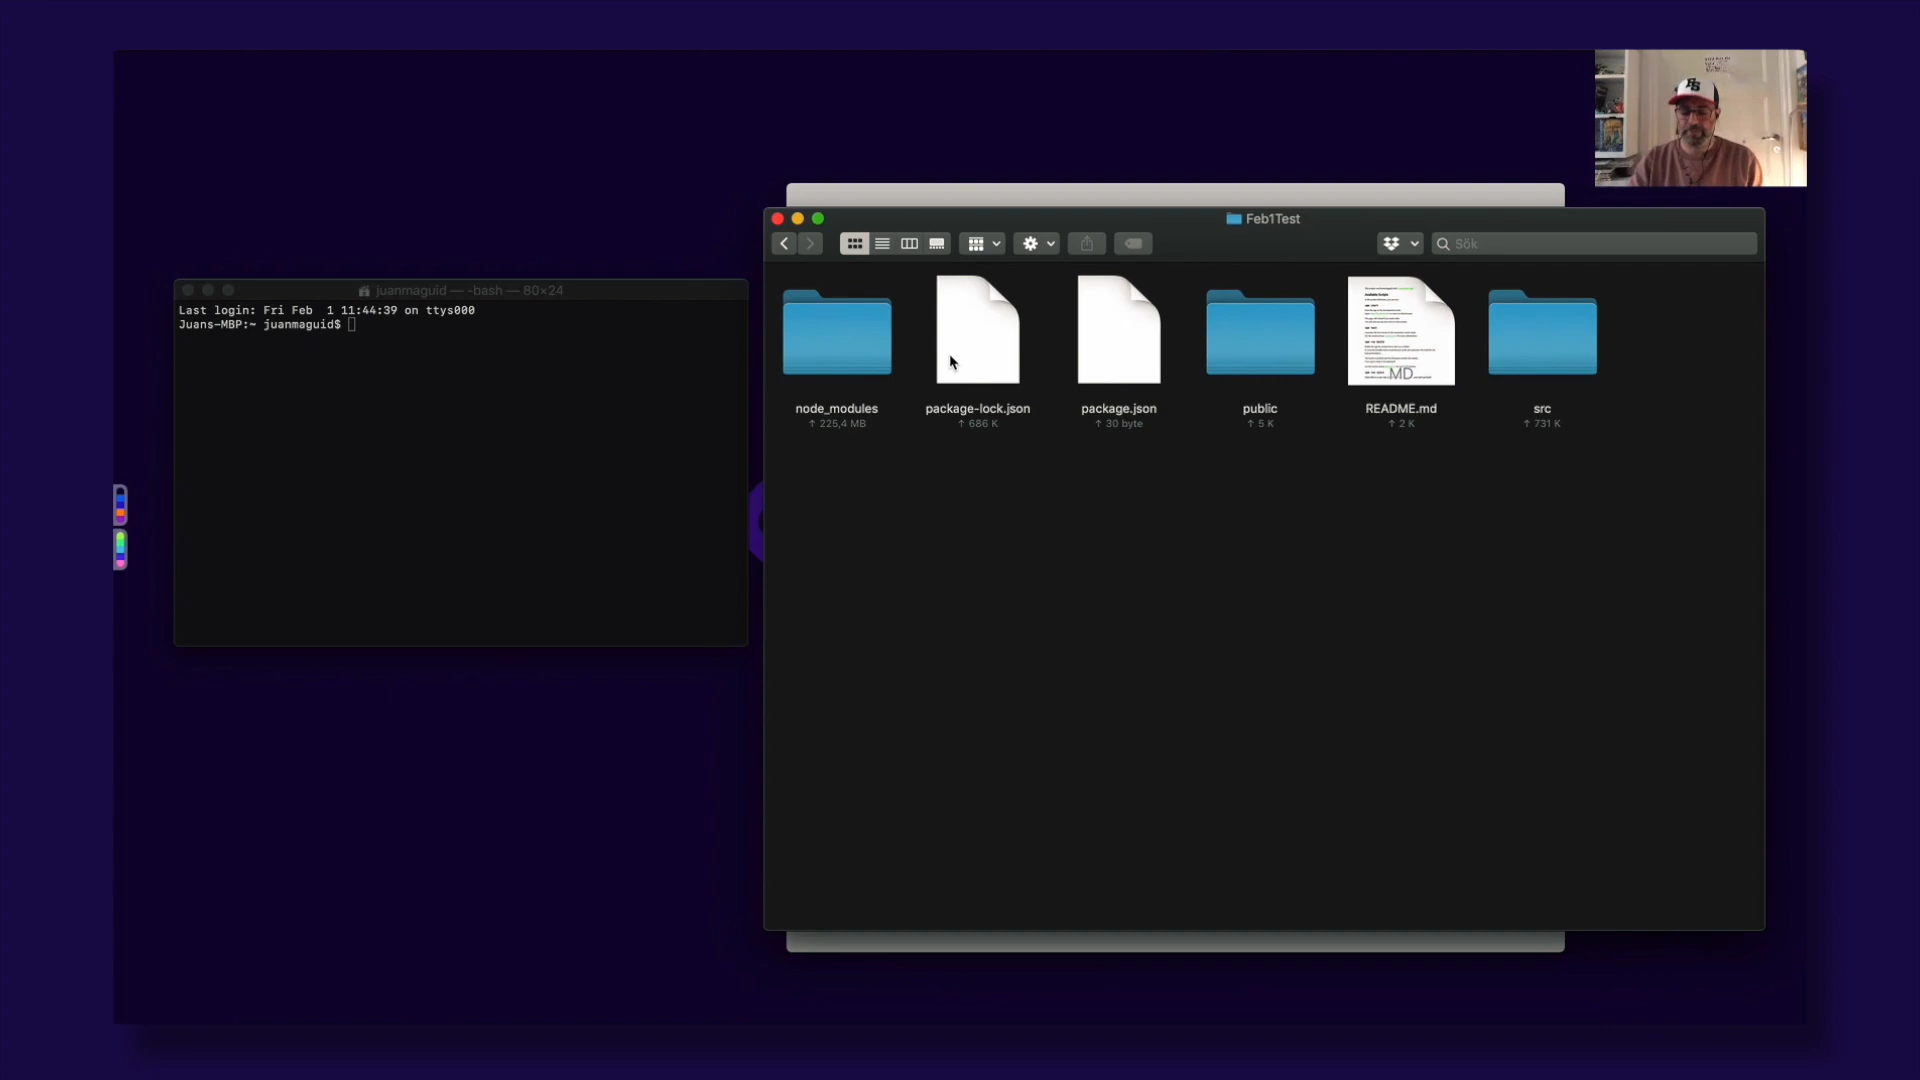 Feb1Test
Sök
juanmaguid — -bash — 80×24
Last login: Fri Feb  1 11:44:39 on ttys000
Juans-MBP:~ juanmaguid$
MD
node_modules
↑ 225,4 MB
package-lock.json
↑ 686 K
package.json
↑ 30 byte
public
↑ 5 K
README.md
↑ 2 K
src
↑ 731 K